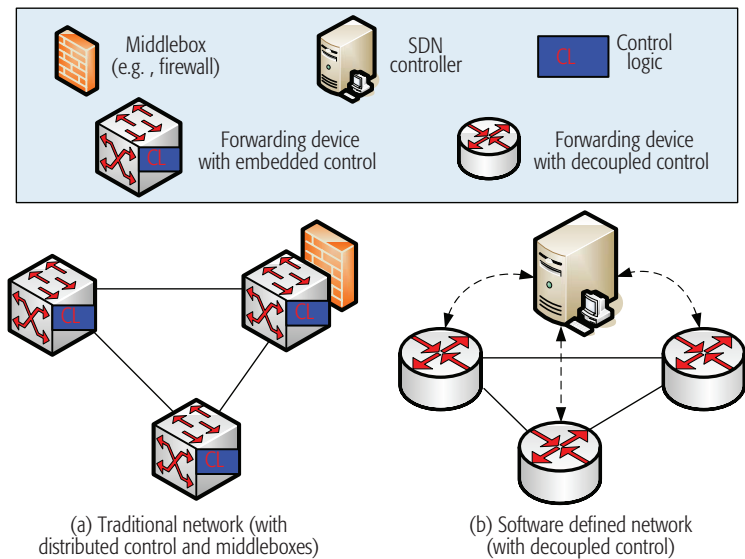 Middlebox
(e.g. , firewall)
SDN
controller
CL
Control
logic
CL
Forwarding device
with embedded control
Forwarding device
with decoupled control
CL
CL
CL
(a) Traditional network (with
distributed control and middleboxes)
(b) Software defined network
(with decoupled control)